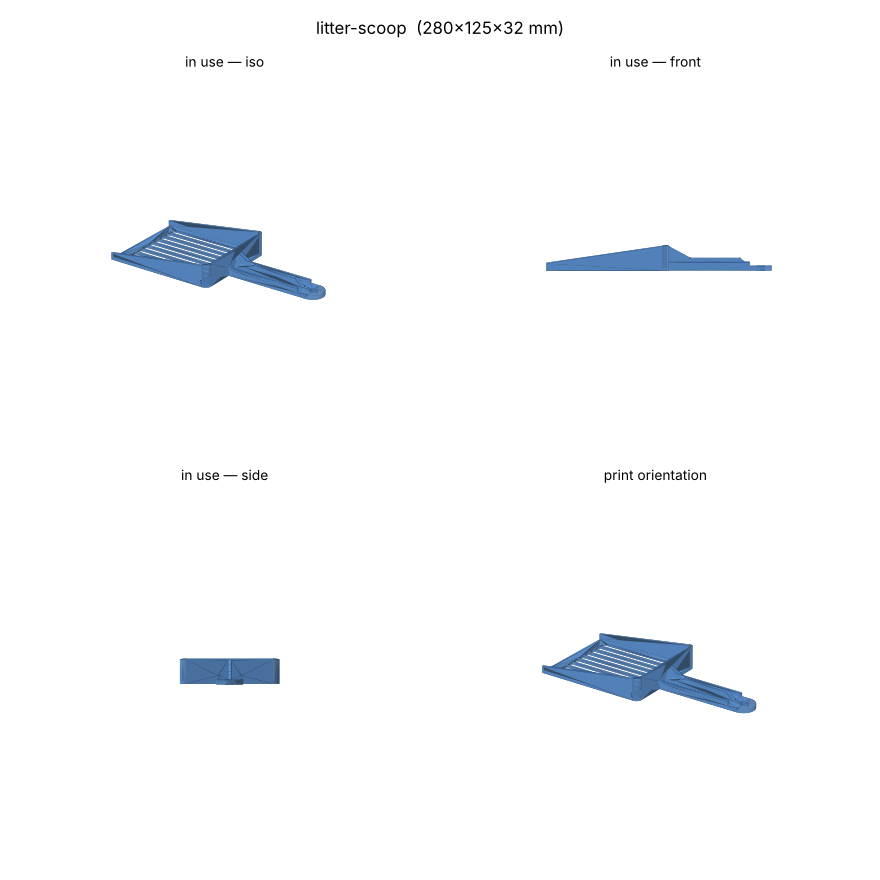 litter-scoop (280×125×32 mm)
in use — iso
in use — front
in use — side
print orientation